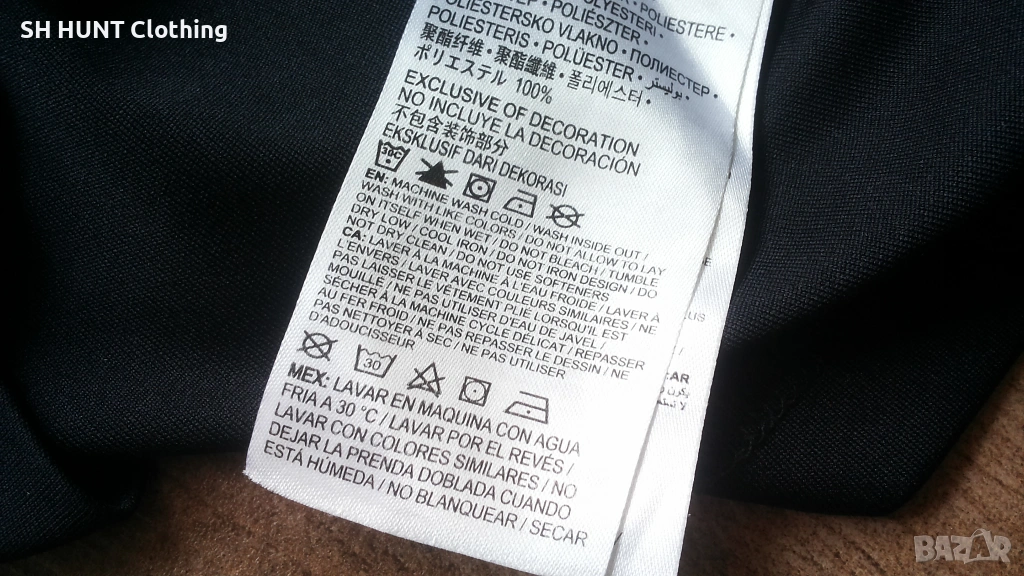 SH HUNT Clothing
POLYESTER · POLIESTERE ·
POLIÉSZTER ·
POLIESTERSKO VLAKNO · ПОЛИЕСТЕР ·
POLIESTERIS · POLÜESTER · بوليستر ·
聚酯纤维 · 聚酯纖維 · 폴리에스터 ·
ポリエステル 100%
EXCLUSIVE OF DECORATION
NO INCLUYE LA DECORACIÓN
不包含装饰部分
EKSKLUSIF DARI DEKORASI
30C
EN: MACHINE WASH COLD / WASH INSIDE OUT /
WASH WITH LIKE COLORS / DO NOT ALLOW TO LAY
ON ITSELF WHEN WET / DO NOT BLEACH / TUMBLE
DRY LOW / COOL IRON / DO NOT IRON DESIGN / DO
NOT DRY CLEAN / DO NOT USE SOFTENERS
CA: LAVER À LA MACHINE À L'EAU FROIDE / LAVER À
L'ENVERS / LAVER AVEC COULEURS SIMILAIRES / NE
PAS LAISSER LE VÊTEMENT PLIÉ LORSQU'IL EST
MOUILLÉ / NE PAS UTILISER D'EAU DE JAVEL /
SÉCHER À LA MACHINE CYCLE DÉLICAT / REPASSER
AU FER FROID / NE PAS REPASSER LE DESSIN / NE
PAS NETTOYER À SEC / NE PAS UTILISER
D'ADOUCISSEUR
30
MEX: LAVAR EN MAQUINA CON AGUA
FRIA A 30 °C / LAVAR POR EL REVÉS /
LAVAR CON COLORES SIMILARES / NO
DEJAR LA PRENDA DOBLADA CUANDO
ESTÁ HÚMEDA / NO BLANQUEAR / SECAR
BAZAR